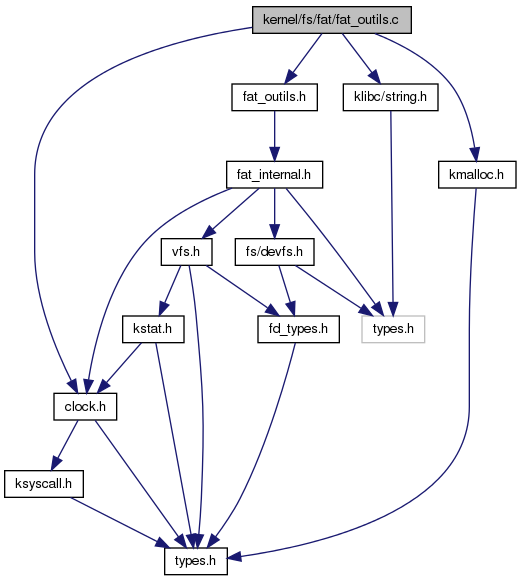 kernel/fs/fat/fat_outils.c
fat_outils.h
klibc/string.h
fat_internal.h
kmalloc.h
vfs.h
fs/devfs.h
kstat.h
fd_types.h
types.h
clock.h
ksyscall.h
types.h